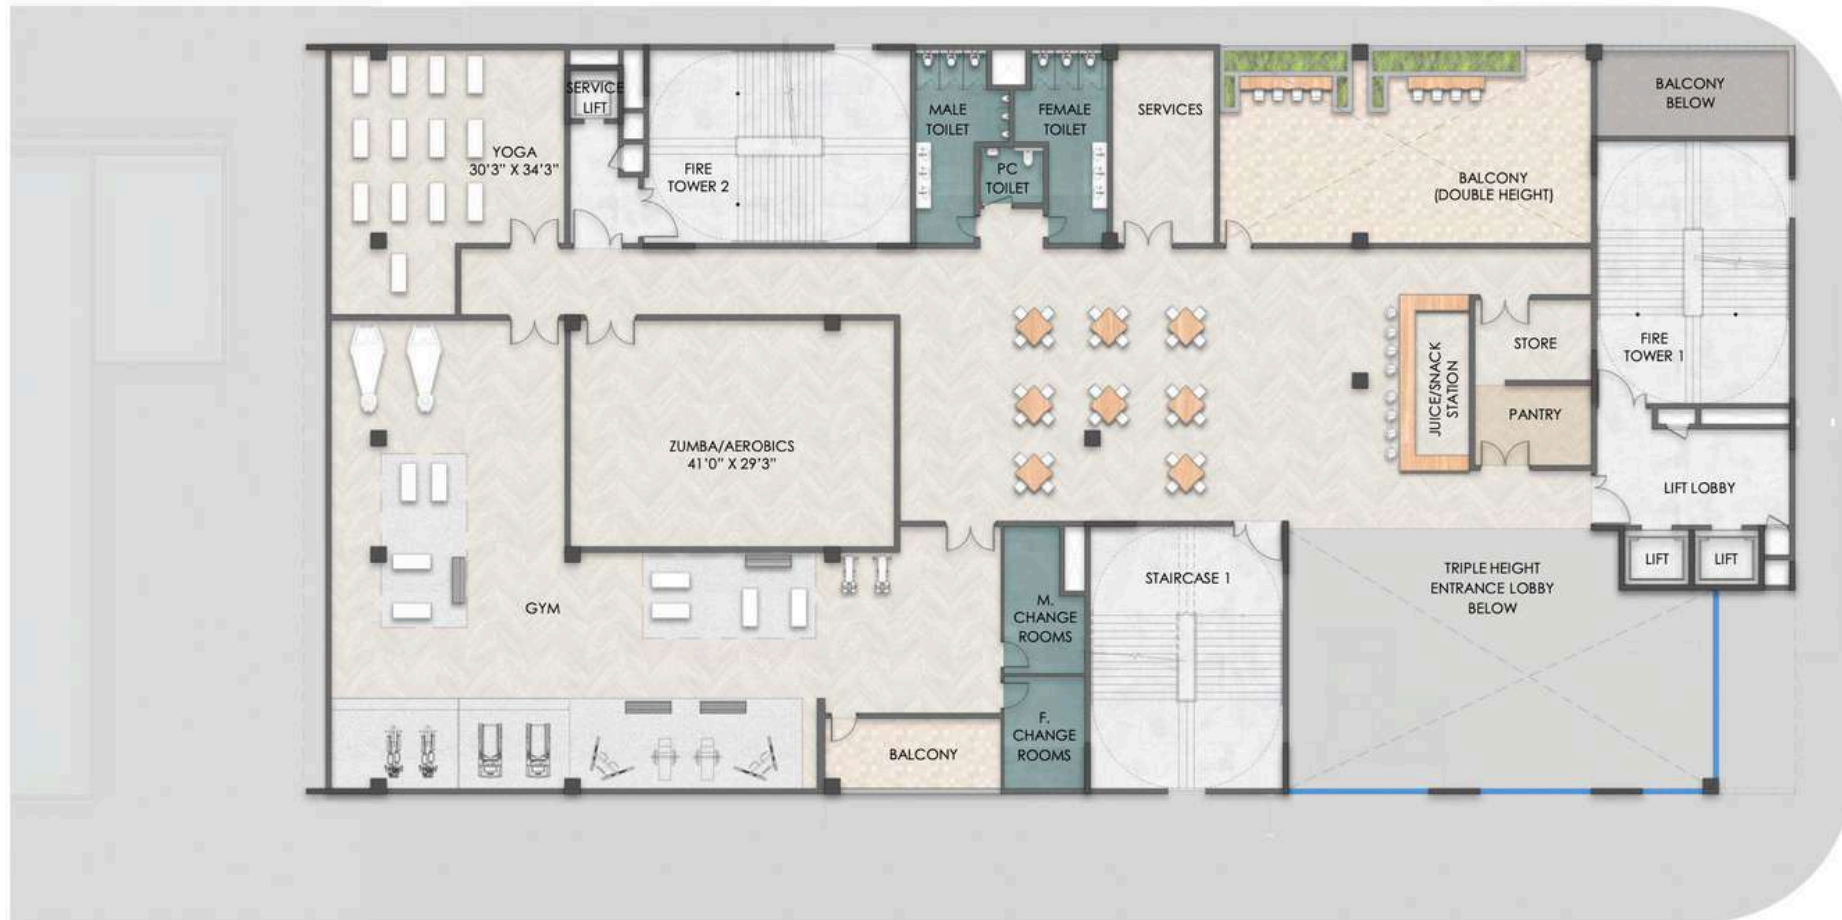 SERVICE
LIFT
YOGA
30'3" X 34'3"
FIRE
TOWER 2
MALE
TOILET
FEMALE
TOILET
PC
TOILET
SERVICES
BALCONY
(DOUBLE HEIGHT)
BALCONY
BELOW
FIRE
TOWER 1
STORE
JUICE/SNACK
STATION
PANTRY
ZUMBA/AEROBICS
41'0" X 29'3"
LIFT LOBBY
LIFT
LIFT
TRIPLE HEIGHT
ENTRANCE LOBBY
BELOW
STAIRCASE 1
GYM
M.
CHANGE
ROOMS
F.
CHANGE
ROOMS
BALCONY